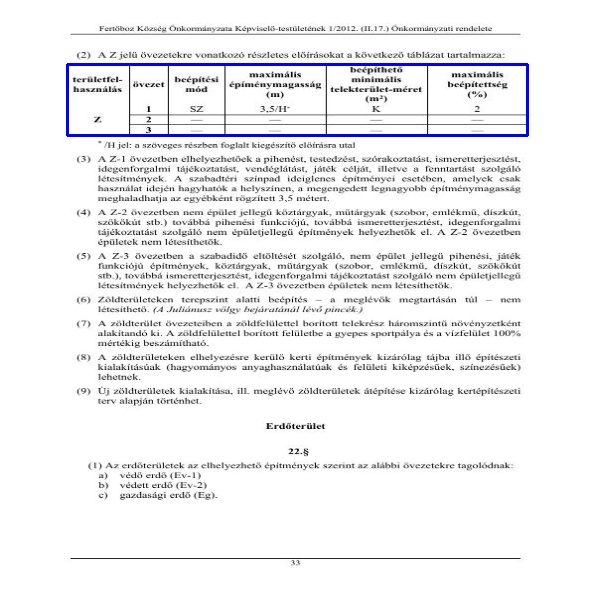 Fertőboz Község Önkormányzata Képviselő-testületének 1/2012. (II.17.) Önkormányzati rendelete
(2) A Z jelű övezetekre vonatkozó részletes előírásokat a következő táblázat tartalmazza:
területfel-használás övezet beépítési mód maximális építménymagasság (m) beépíthető minimális telekterület-méret (m²) maximális beépítettség (%)
Z 1 SZ 3,5/H* K 2
2 — — — —
3 — — — —
* /H jel: a szöveges részben foglalt kiegészítő előírásra utal
(3) A Z-1 övezetben elhelyezhetőek a pihenést, testedzést, szórakoztatást, ismeretterjesztést,
idegenforgalmi tájékoztatást, vendéglátást, játék célját, illetve a fenntartást szolgáló
létesítmények. A szabadtéri színpad ideiglenes építményei esetében, amelyek csak
használat idején hagyhatók a helyszínen, a megengedett legnagyobb építménymagasság
meghaladhatja az egyébként rögzített 3,5 métert.
(4) A Z-2 övezetben nem épület jellegű köztárgyak, műtárgyak (szobor, emlékmű, díszkút,
szökőkút stb.) továbbá pihenési funkciójú, továbbá ismeretterjesztést, idegenforgalmi
tájékoztatást szolgáló nem épületjellegű építmények helyezhetők el. A Z-2 övezetben
épületek nem létesíthetők.
(5) A Z-3 övezetben a szabadidő eltöltését szolgáló, nem épület jellegű pihenési, játék
funkciójú építmények, köztárgyak, műtárgyak (szobor, emlékmű, díszkút, szökőkút
stb.), továbbá ismeretterjesztést, idegenforgalmi tájékoztatást szolgáló nem épületjellegű
létesítmények helyezhetők el. A Z-3 övezetben épületek nem létesíthetők.
(6) Zöldterületeken terepszint alatti beépítés – a meglévők megtartásán túl – nem
létesíthető. (A Juliánusz völgy bejáratánál lévő pincék.)
(7) A zöldterület övezeteiben a zöldfelülettel borított telekrész háromszintű növényzetként
alakítandó ki. A zöldfelülettel borított felületbe a gyepes sportpálya és a vízfelület 100%
mértékig beszámítható.
(8) A zöldterületeken elhelyezésre kerülő kerti építmények kizárólag tájba illő építészeti
kialakításúak (hagyományos anyaghasználatúak és felületi kiképzésűek, színezésűek)
lehetnek.
(9) Új zöldterületek kialakítása, ill. meglévő zöldterületek átépítése kizárólag kertépítészeti
terv alapján történhet.
Erdőterület
22.§
(1) Az erdőterületek az elhelyezhető építmények szerint az alábbi övezetekre tagolódnak:
a) védő erdő (Ev-1)
b) védett erdő (Ev-2)
c) gazdasági erdő (Eg).
33